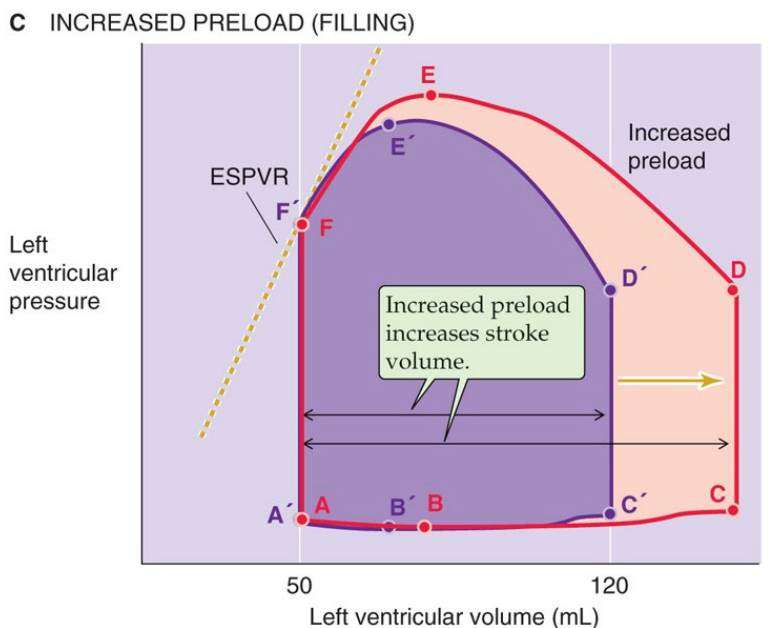 C INCREASED PRELOAD (FILLING)
E
Increased
preload
E´
ESPVR
F´
F
Left
ventricular
pressure
D
D´
Increased preload
increases stroke
volume.
A´
A
B´
B
C´
C
50
120
Left ventricular volume (mL)